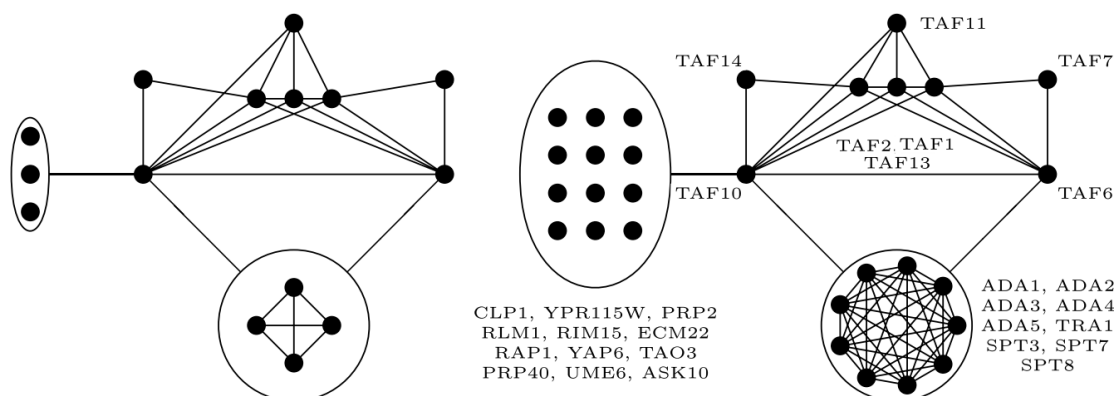 TAF11
TAF14
TAF7
TAF2, TAF1
TAF13
TAF10
TAF6
CLP1, YPR115W, PRP2
RLM1, RIM15, ECM22
RAP1, YAP6, TAO3
PRP40, UME6, ASK10
ADA1, ADA2
ADA3, ADA4
ADA5, TRA1
SPT3, SPT7
SPT8